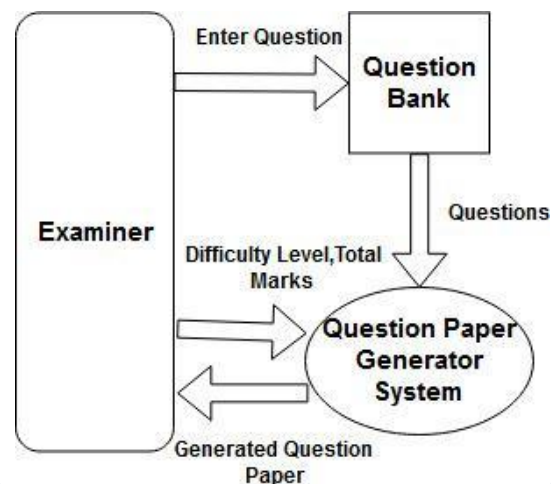 Enter Question
Question
Bank
Examiner
Questions
Difficulty Level,Total
Marks
Question Paper
Generator
System
Generated Question
Paper